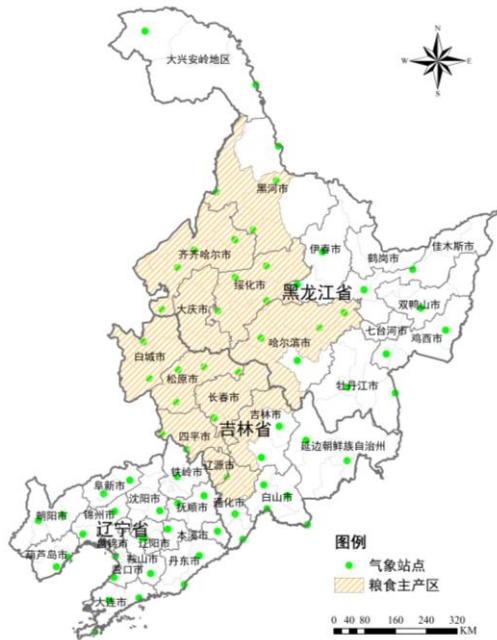 N
W
E
S
大兴安岭地区
黑河市
伊春市
佳木斯市
鹤岗市
齐齐哈尔市
绥化市
黑龙江省
双鸭山市
大庆市
七台河市
鸡西市
哈尔滨市
白城市
松原市
牡丹江市
长春市
吉林市
吉林省
四平市
延边朝鲜族自治州
辽源市
铁岭市
白山市
通化市
阜新市
沈阳市
抚顺市
朝阳市
锦州市
辽宁省
本溪市
盘锦市
辽阳市
葫芦岛市
鞍山市
丹东市
营口市
大连市
图例
气象站点
粮食主产区
0 40 80 160 240 320
KM